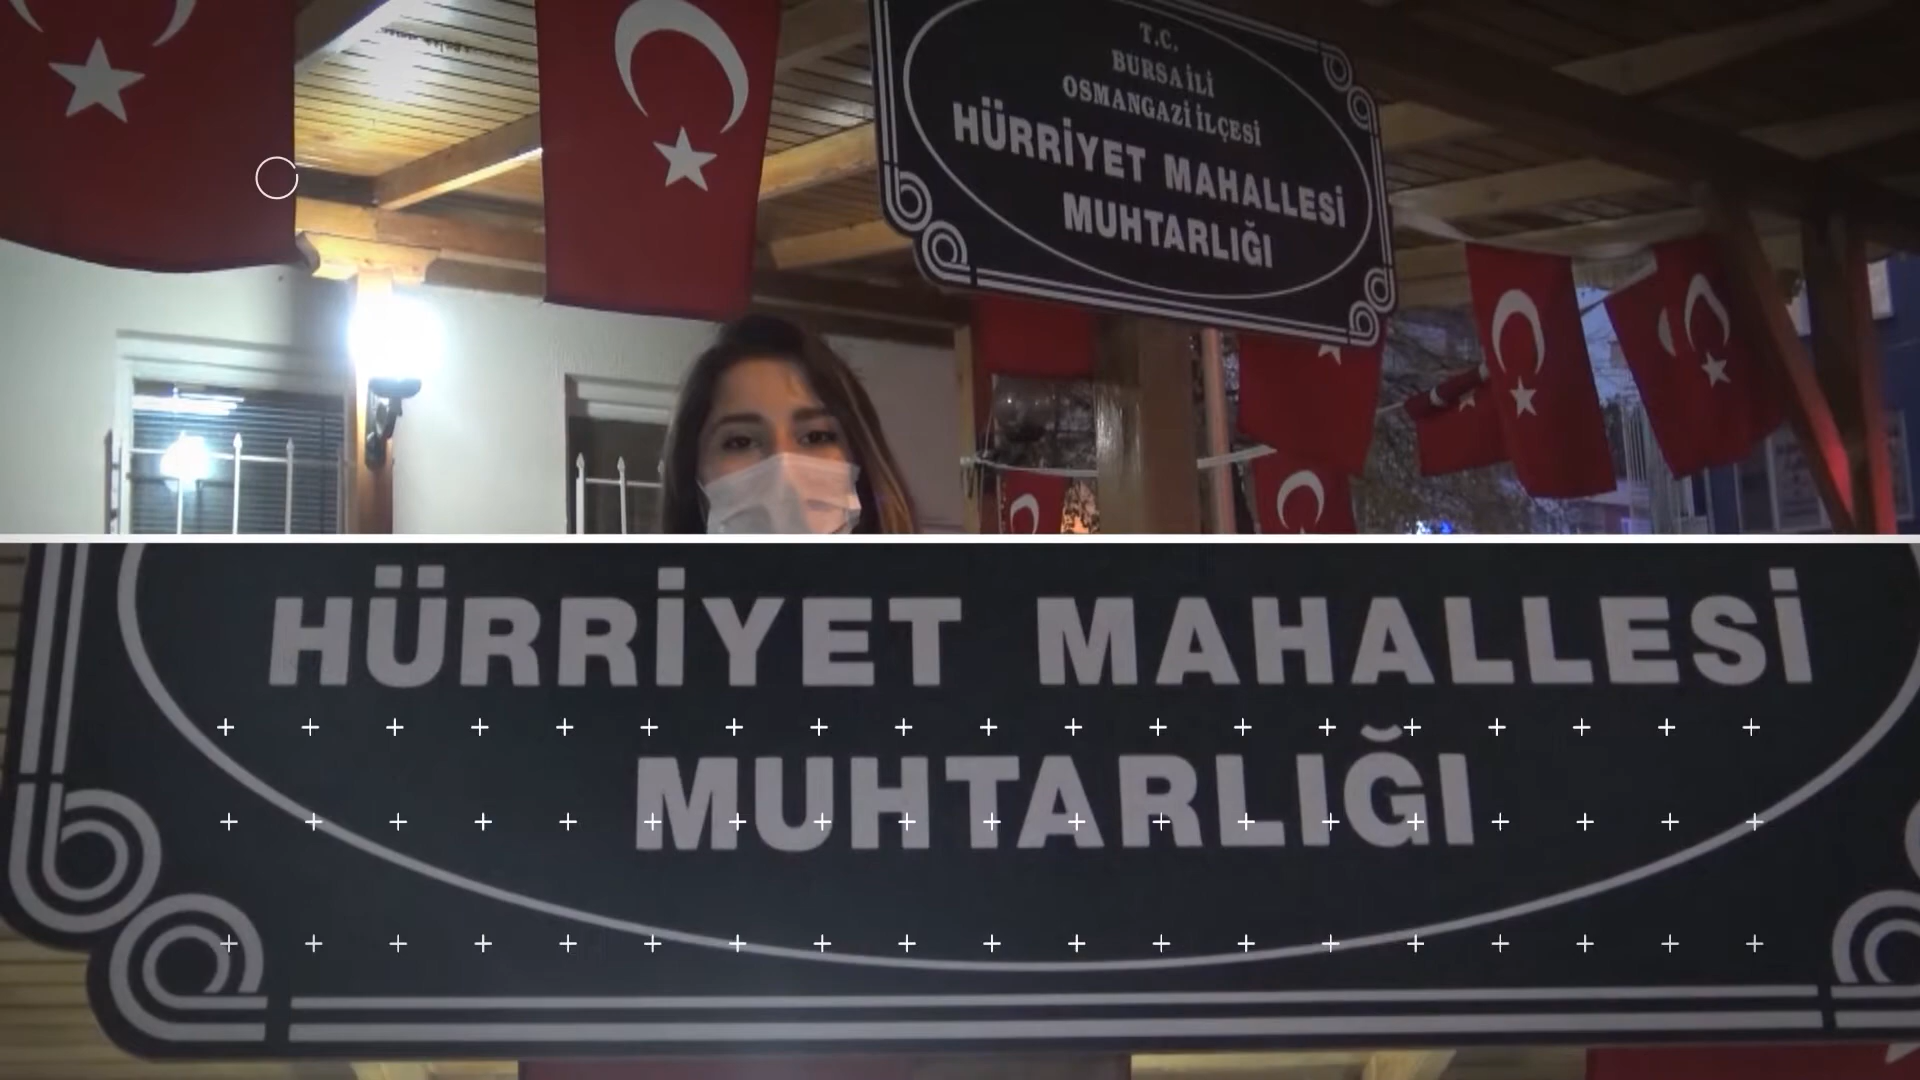 T.C.
BURSA İLİ
OSMANGAZİ İLÇESİ
HÜRRİYET MAHALLESİ
MUHTARLIĞI
HÜRRİYET MAHALLESİ
MUHTARLIĞI